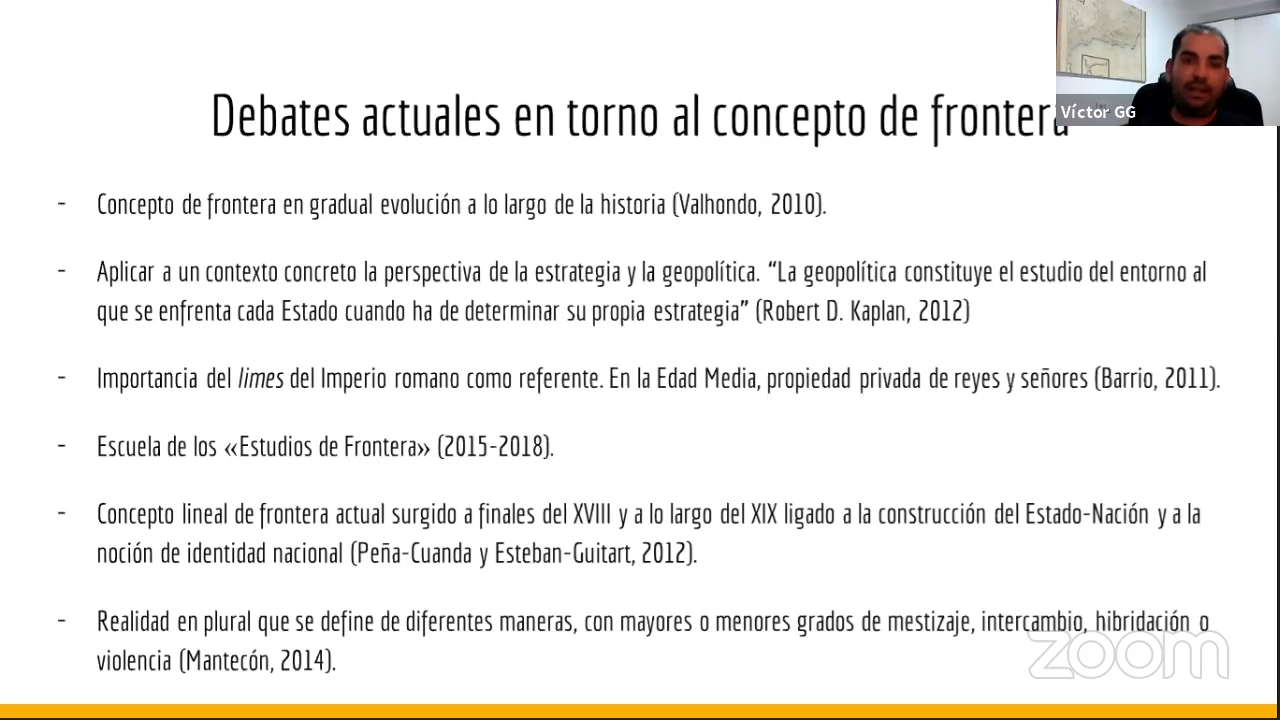 Debates actuales en torno al concepto de frontera
Víctor GG
- Concepto de frontera en gradual evolución a lo largo de la historia (Valhondo, 2010).
- Aplicar a un contexto concreto la perspectiva de la estrategia y la geopolítica. “La geopolítica constituye el estudio del entorno al
que se enfrenta cada Estado cuando ha de determinar su propia estrategia” (Robert D. Kaplan, 2012)
- Importancia del limes del Imperio romano como referente. En la Edad Media, propiedad privada de reyes y señores (Barrio, 2011).
- Escuela de los «Estudios de Frontera» (2015-2018).
- Concepto lineal de frontera actual surgido a finales del XVIII y a lo largo del XIX ligado a la construcción del Estado-Nación y a la
noción de identidad nacional (Peña-Cuanda y Esteban-Guitart, 2012).
- Realidad en plural que se define de diferentes maneras, con mayores o menores grados de mestizaje, intercambio, hibridación o
violencia (Mantecón, 2014).
zoom